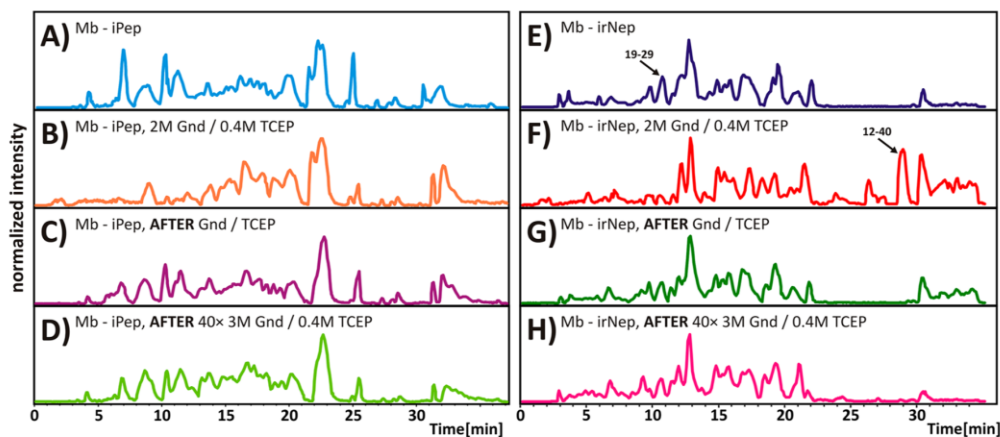 A) Mb - iPep
B) Mb - iPep, 2M Gnd / 0.4M TCEP
C) Mb - iPep, AFTER Gnd / TCEP
D) Mb - iPep, AFTER 40× 3M Gnd / 0.4M TCEP
normalized intensity
0 5 10 15 20 25 30
Time[min]
E) Mb - irNep
19-29
F) Mb - irNep, 2M Gnd / 0.4M TCEP
12-40
G) Mb - irNep, AFTER Gnd / TCEP
H) Mb - irNep, AFTER 40× 3M Gnd / 0.4M TCEP
0 5 10 15 20 25 30
Time[min]